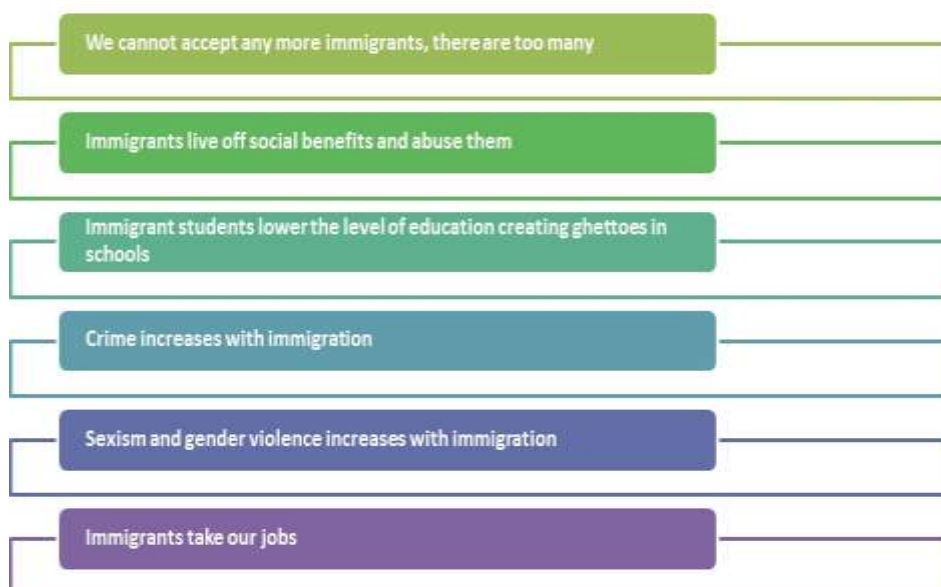 We cannot accept any more immigrants, there are too many
Immigrants live off social benefits and abuse them
Immigrant students lower the level of education creating ghettoes in
schools
Crime increases with immigration
Sexism and gender violence increases with immigration
Immigrants take our jobs